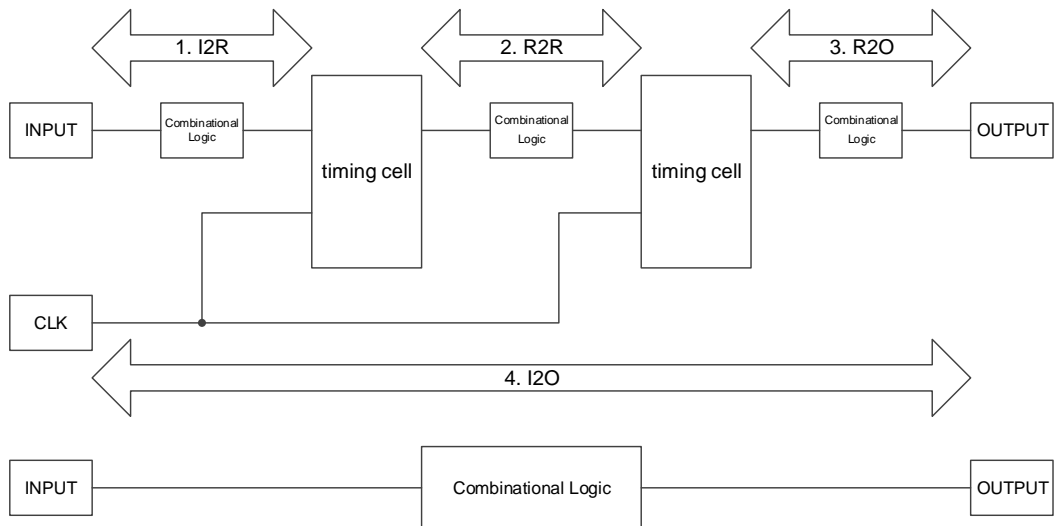 1. I2R
2. R2R
3. R2O
INPUT
Combinational
Logic
timing cell
Combinational
Logic
timing cell
Combinational
Logic
OUTPUT
CLK
4. I2O
INPUT
Combinational Logic
OUTPUT